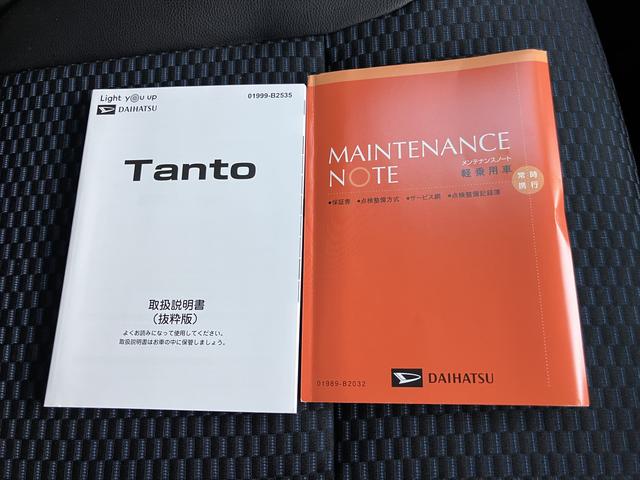 Light you up
DAIHATSU
01999-B2535
Tanto
取扱説明書
(抜粋版)
よくお読みになって使用してください。
取扱説明書はお車の中に保管しましょう。
MAINTENANCE
NOTE
メンテナンスノート
軽乗用車
常時
携行
●保証書 ●点検整備方式 ●サービス網 ●点検整備記録簿
01989-B2032
DAIHATSU